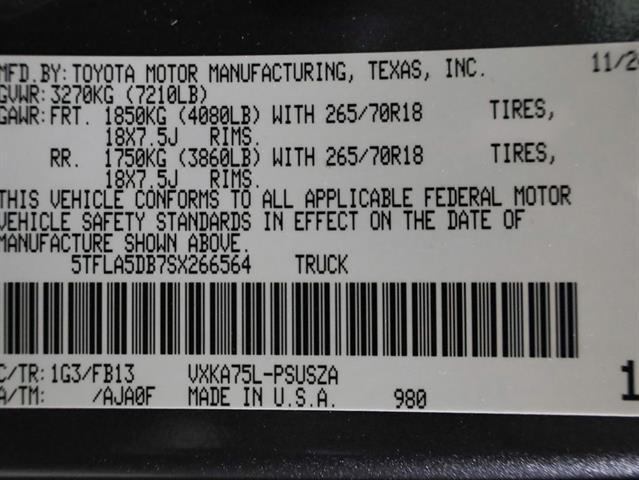 MFD.BY: TOYOTA MOTOR MANUFACTURING, TEXAS, INC. 11/24
GVWR: 3270KG (7210LB)
GAWR: FRT. 1850KG (4080LB) WITH 265/70R18 TIRES,
18X7.5J RIMS.
RR. 1750KG (3860LB) WITH 265/70R18 TIRES,
18X7.5J RIMS.
THIS VEHICLE CONFORMS TO ALL APPLICABLE FEDERAL MOTOR
VEHICLE SAFETY STANDARDS IN EFFECT ON THE DATE OF
MANUFACTURE SHOWN ABOVE.
5TFLA5DB7SX266564 TRUCK
C/TR: 1G3/FB13 VXKA75L-PSUSZA
A/TM: /AJA0F MADE IN U.S.A. 980